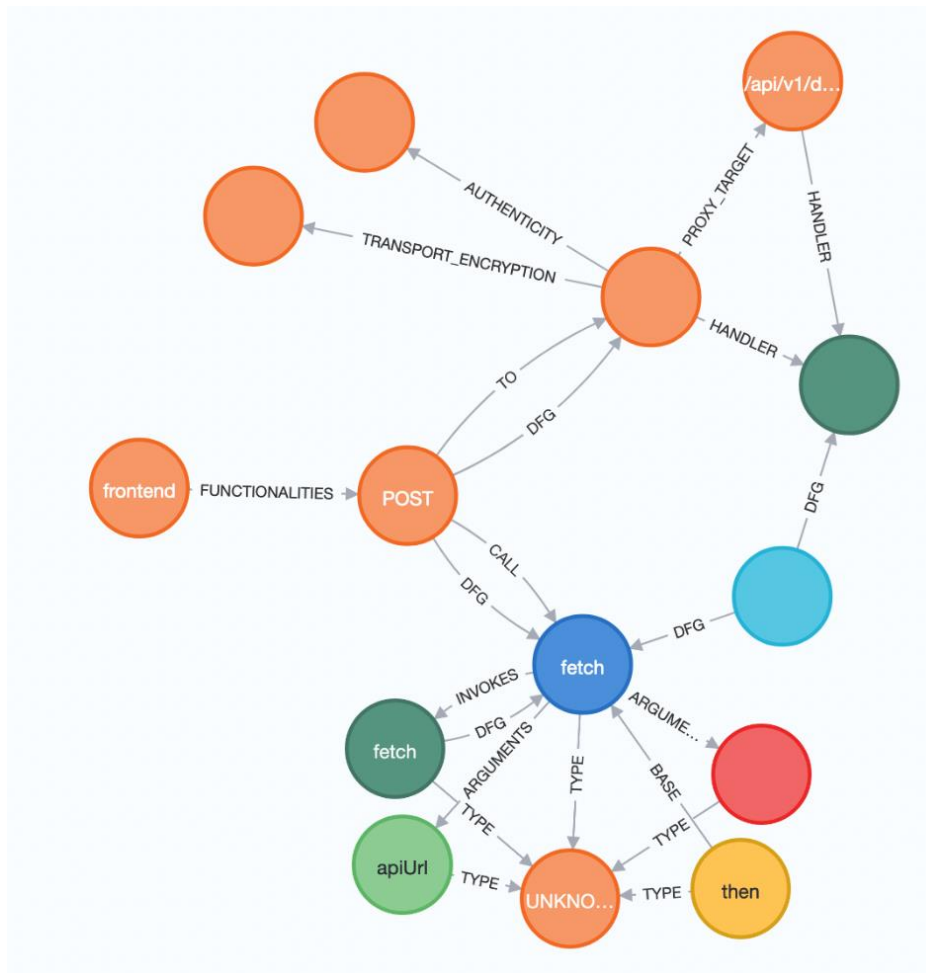 /api/v1/d...
AUTHENTICITY
PROXY_TARGET
HANDLER
TRANSPORT_ENCRYPTION
HANDLER
TO
DFG
frontend
FUNCTIONALITIES
POST
DFG
CALL
DFG
DFG
fetch
INVOKES
ARGUME...
fetch
DFG
ARGUMENTS
TYPE
BASE
TYPE
TYPE
apiUrl
TYPE
UNKNO...
TYPE
then